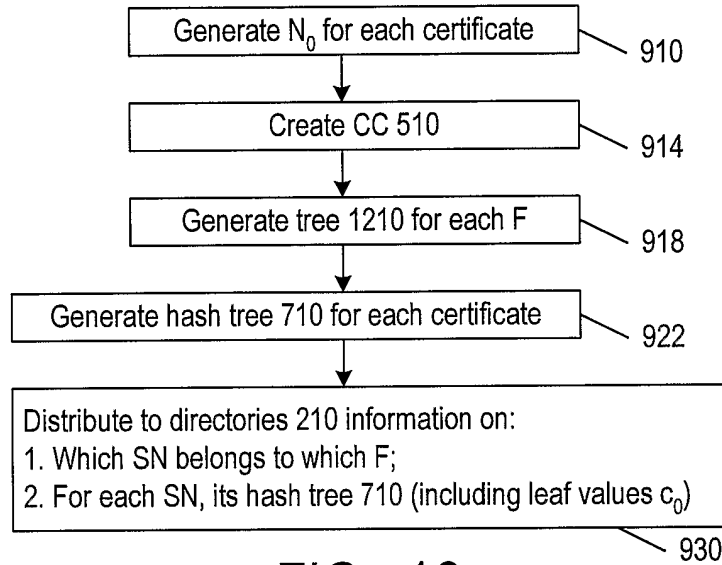 Generate N₀ for each certificate
910
Create CC 510
914
Generate tree 1210 for each F
918
Generate hash tree 710 for each certificate
922
Distribute to directories 210 information on:
1. Which SN belongs to which F;
2. For each SN, its hash tree 710 (including leaf values c₀)
930